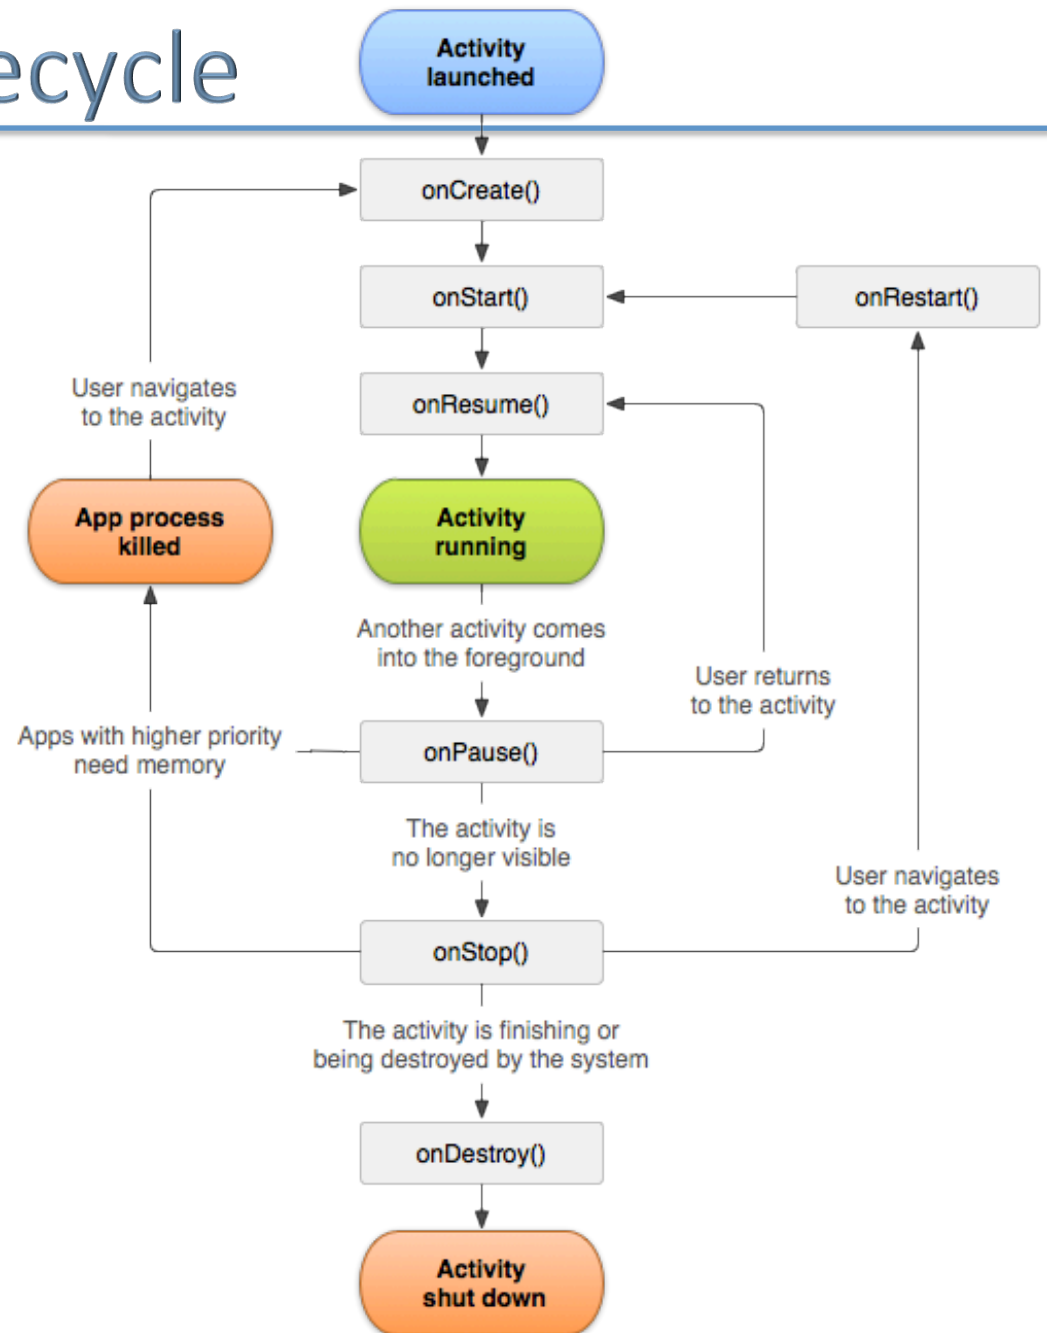 ecycle
Activity
launched
onCreate()
onStart()
onRestart()
onResume()
User navigates
to the activity
App process
killed
Activity
running
Another activity comes
into the foreground
User returns
to the activity
Apps with higher priority
need memory
onPause()
The activity is
no longer visible
User navigates
to the activity
onStop()
The activity is finishing or
being destroyed by the system
onDestroy()
Activity
shut down